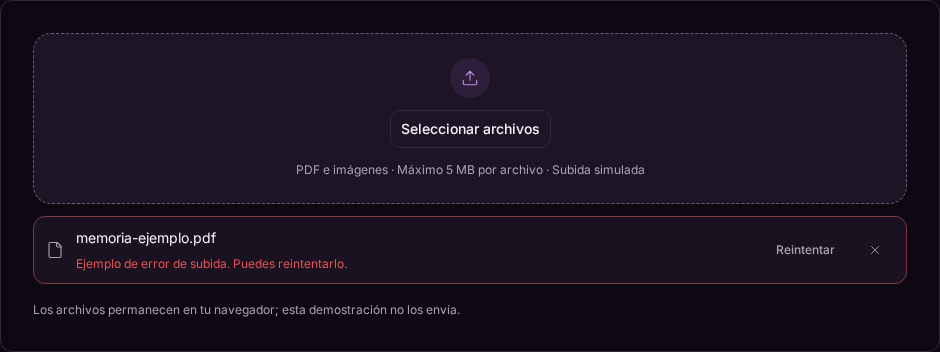 Seleccionar archivos
PDF e imágenes · Máximo 5 MB por archivo · Subida simulada
memoria-ejemplo.pdf
Ejemplo de error de subida. Puedes reintentarlo.
Reintentar
Los archivos permanecen en tu navegador; esta demostración no los envía.